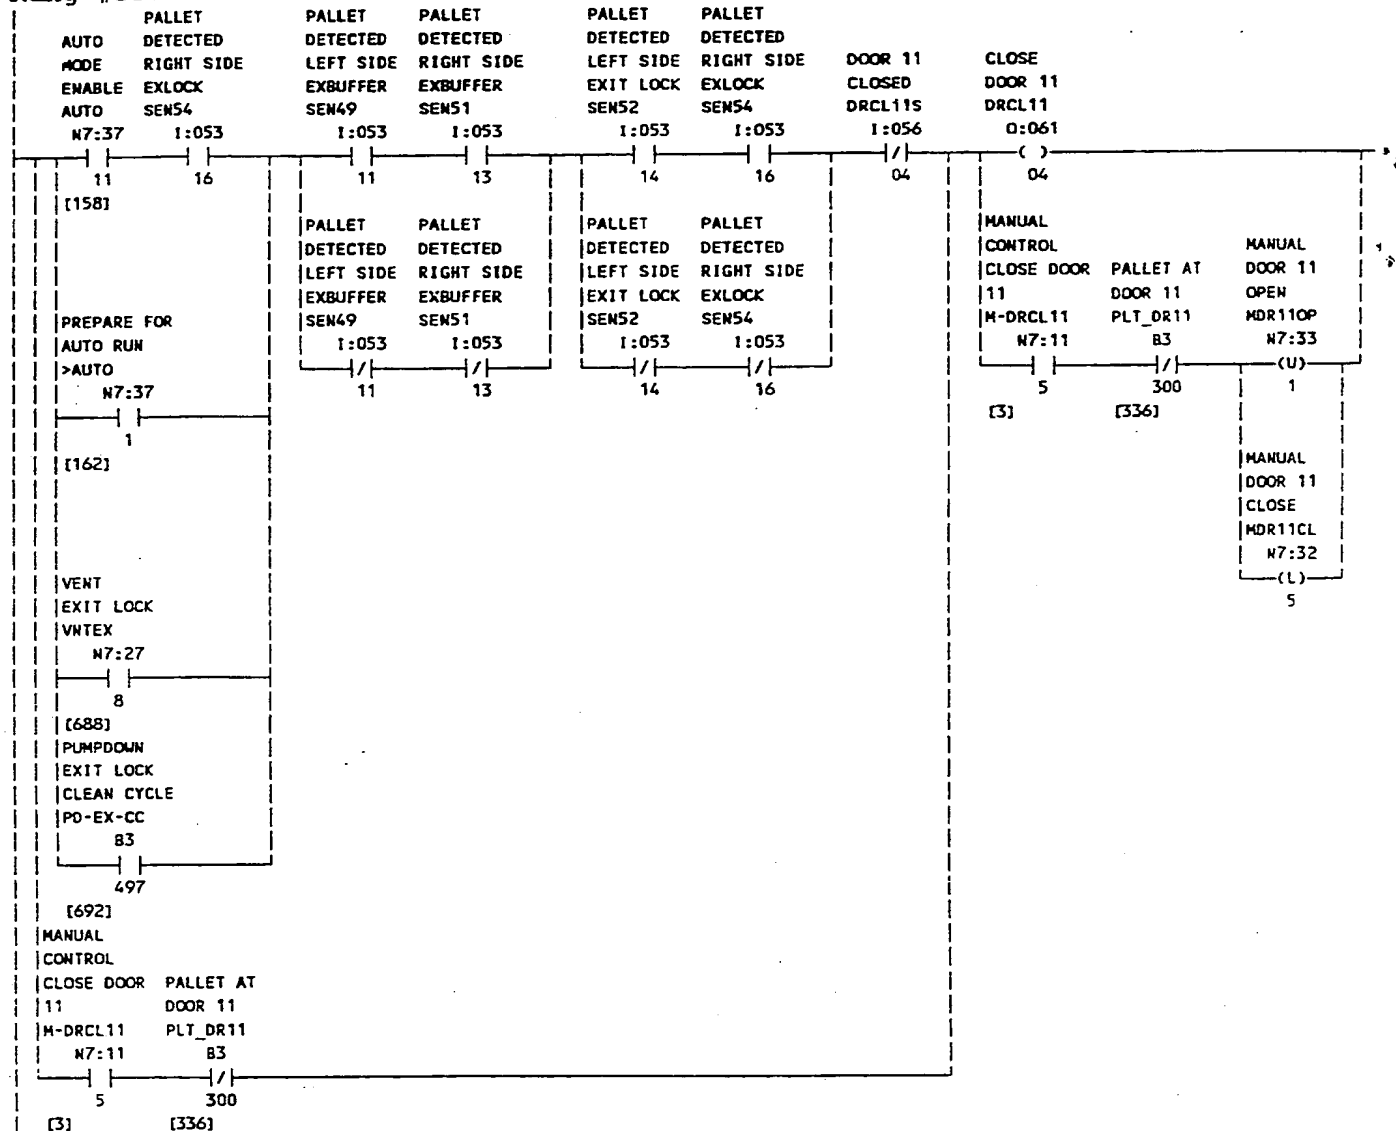 PALLET PALLET PALLET PALLET PALLET
AUTO DETECTED DETECTED DETECTED DETECTED DETECTED
MODE RIGHT SIDE LEFT SIDE RIGHT SIDE LEFT SIDE RIGHT SIDE DOOR 11 CLOSE
ENABLE EXLOCK EXBUFFER EXBUFFER EXIT LOCK EXLOCK CLOSED DOOR 11
AUTO SEN54 SEN49 SEN51 SEN52 SEN54 DRCL11S DRCL11
N7:37 I:053 I:053 I:053 I:053 I:053 I:056 O:061
11 16 11 13 14 16 04 04
[158]
PALLET PALLET PALLET PALLET MANUAL
DETECTED DETECTED DETECTED DETECTED CONTROL MANUAL
LEFT SIDE RIGHT SIDE LEFT SIDE RIGHT SIDE CLOSE DOOR PALLET AT DOOR 11
EXBUFFER EXBUFFER EXIT LOCK EXLOCK 11 DOOR 11 OPEN
PREPARE FOR SEN49 SEN51 SEN52 SEN54 M-DRCL11 PLT_DR11 MDR11OP
AUTO RUN I:053 I:053 I:053 I:053 N7:11 B3 N7:33
>AUTO (U)
N7:37 11 13 14 16 5 300 1
[3] [336]
1
[162] MANUAL
DOOR 11
CLOSE
MDR11CL
N7:32
VENT (L)
EXIT LOCK 5
VNTEX
N7:27
8
[688]
PUMPDOWN
EXIT LOCK
CLEAN CYCLE
PD-EX-CC
B3
497
[692]
MANUAL
CONTROL
CLOSE DOOR PALLET AT
11 DOOR 11
M-DRCL11 PLT_DR11
N7:11 B3
5 300
[3] [336]